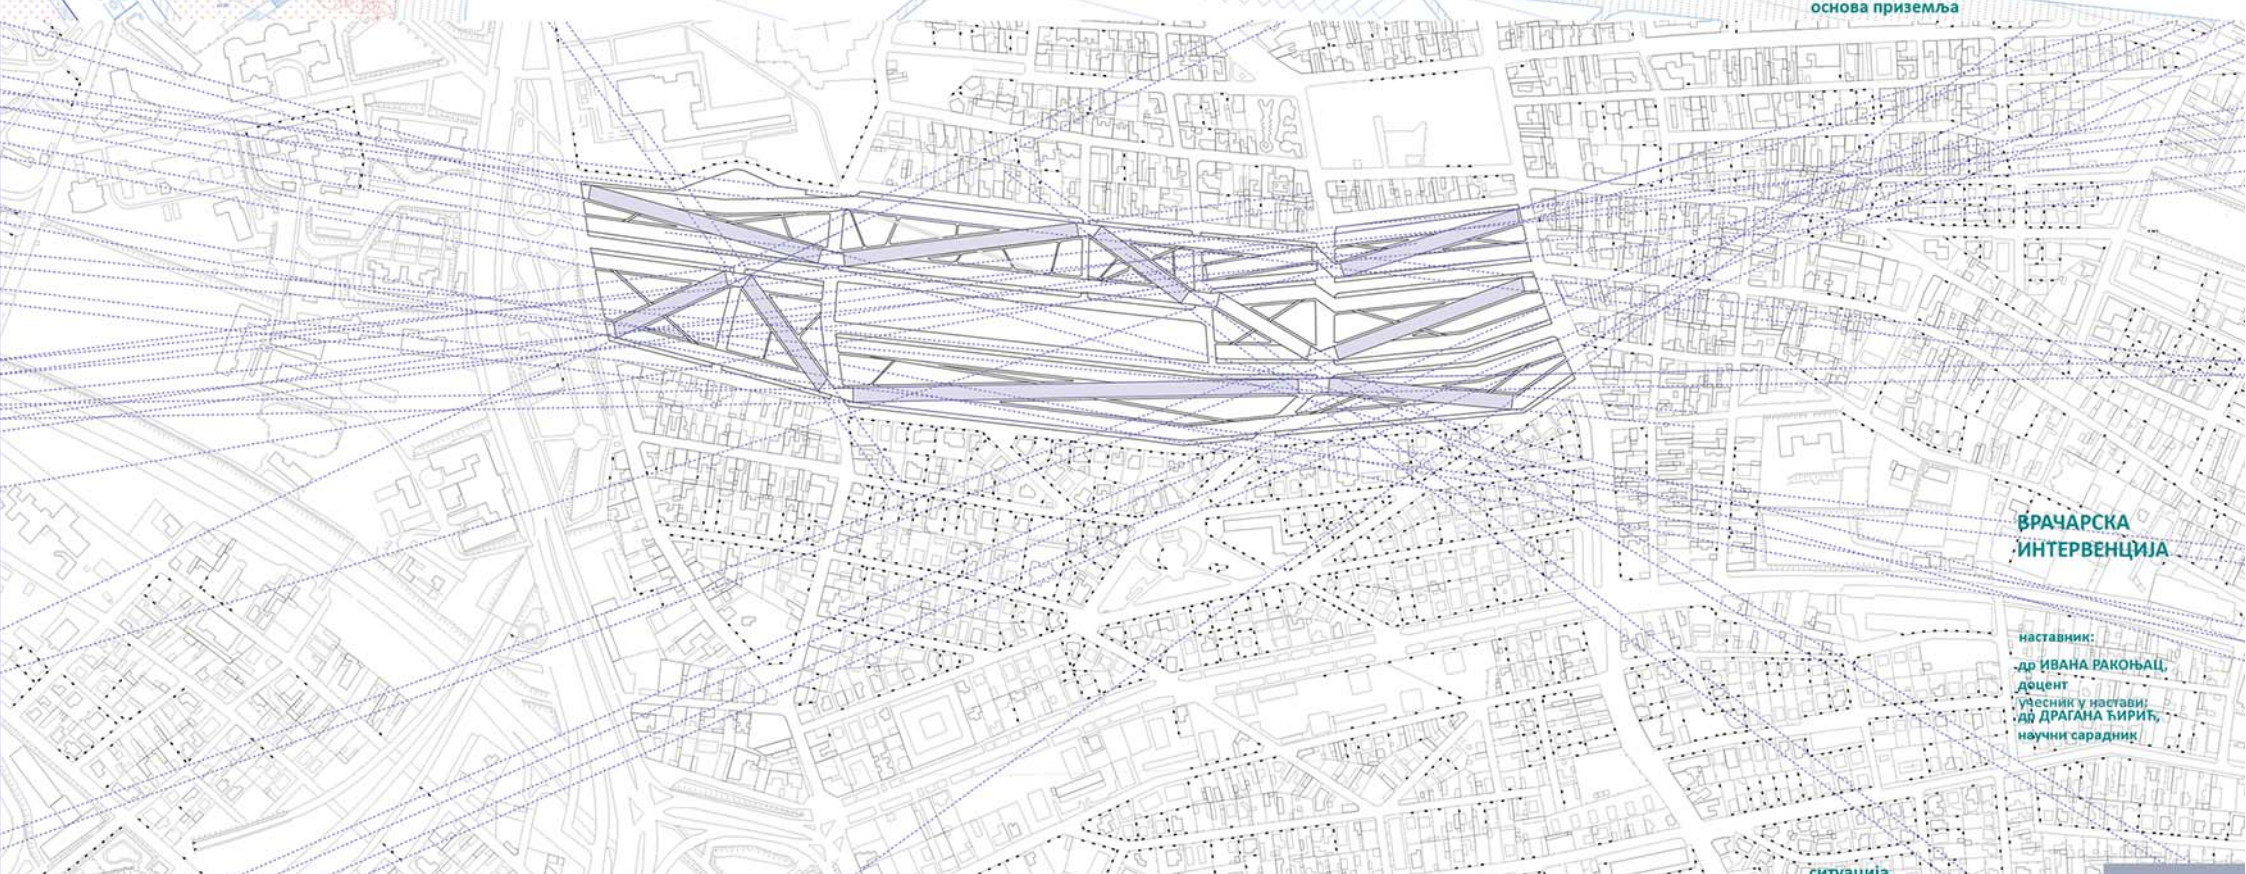 основа приземља
ВРАЧАРСКА
ИНТЕРВЕНЦИЈА
наставник:
др ИВАНА РАКОЊАЦ,
доцент
учесник у настави:
др ДРАГАНА ЋИРИЋ,
научни сарадник
ситуација